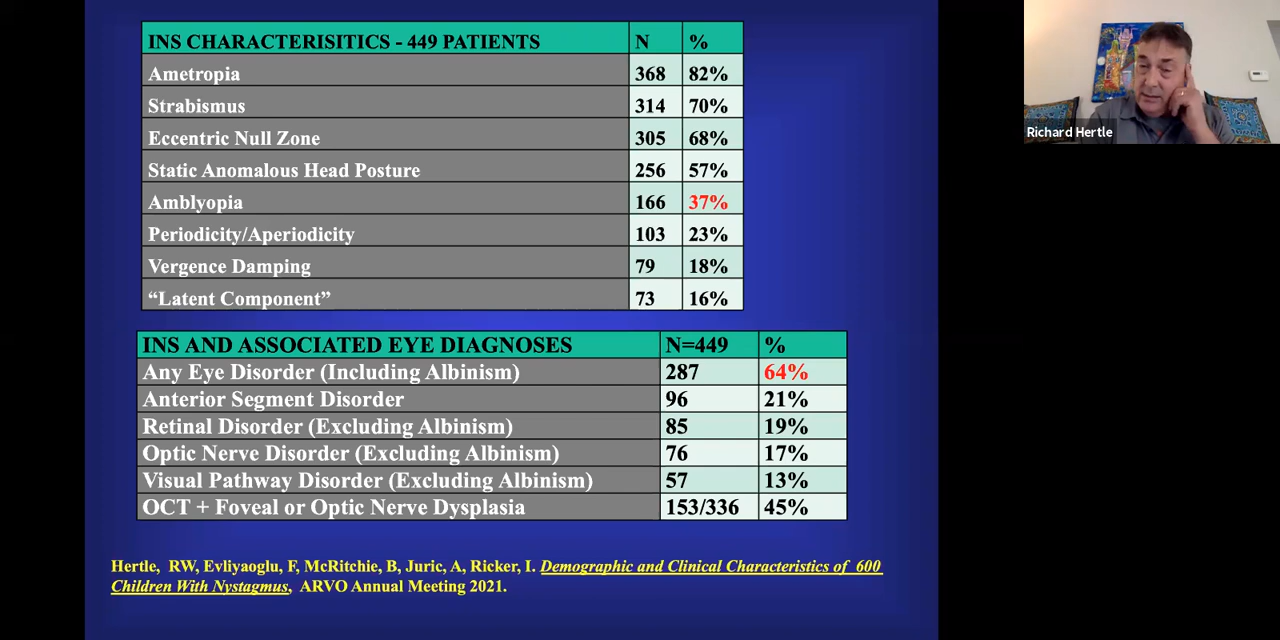 INS CHARACTERISITICS - 449 PATIENTS N %
Ametropia 368 82%
Strabismus 314 70%
Eccentric Null Zone 305 68%
Static Anomalous Head Posture 256 57%
Amblyopia 166 37%
Periodicity/Aperiodicity 103 23%
Vergence Damping 79 18%
“Latent Component” 73 16%
INS AND ASSOCIATED EYE DIAGNOSES N=449 %
Any Eye Disorder (Including Albinism) 287 64%
Anterior Segment Disorder 96 21%
Retinal Disorder (Excluding Albinism) 85 19%
Optic Nerve Disorder (Excluding Albinism) 76 17%
Visual Pathway Disorder (Excluding Albinism) 57 13%
OCT + Foveal or Optic Nerve Dysplasia 153/336 45%
Hertle, RW, Evliyaoglu, F, McRitchie, B, Juric, A, Ricker, I. Demographic and Clinical Characteristics of 600
Children With Nystagmus, ARVO Annual Meeting 2021.
Richard Hertle